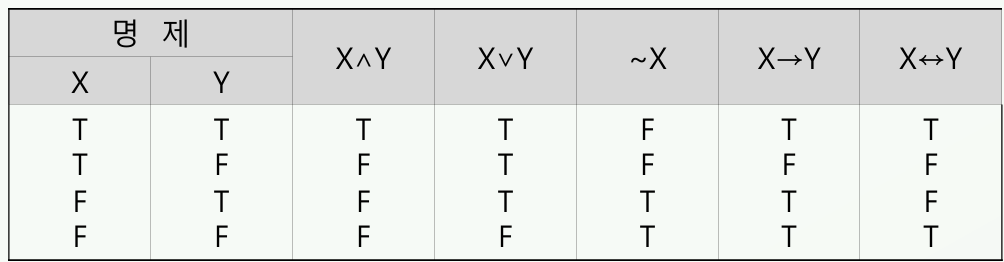 명 제
X Y X∧Y X∨Y ~X X→Y X↔Y
T T T T F T T
T F F T F F F
F T F T T T F
F F F F T T T